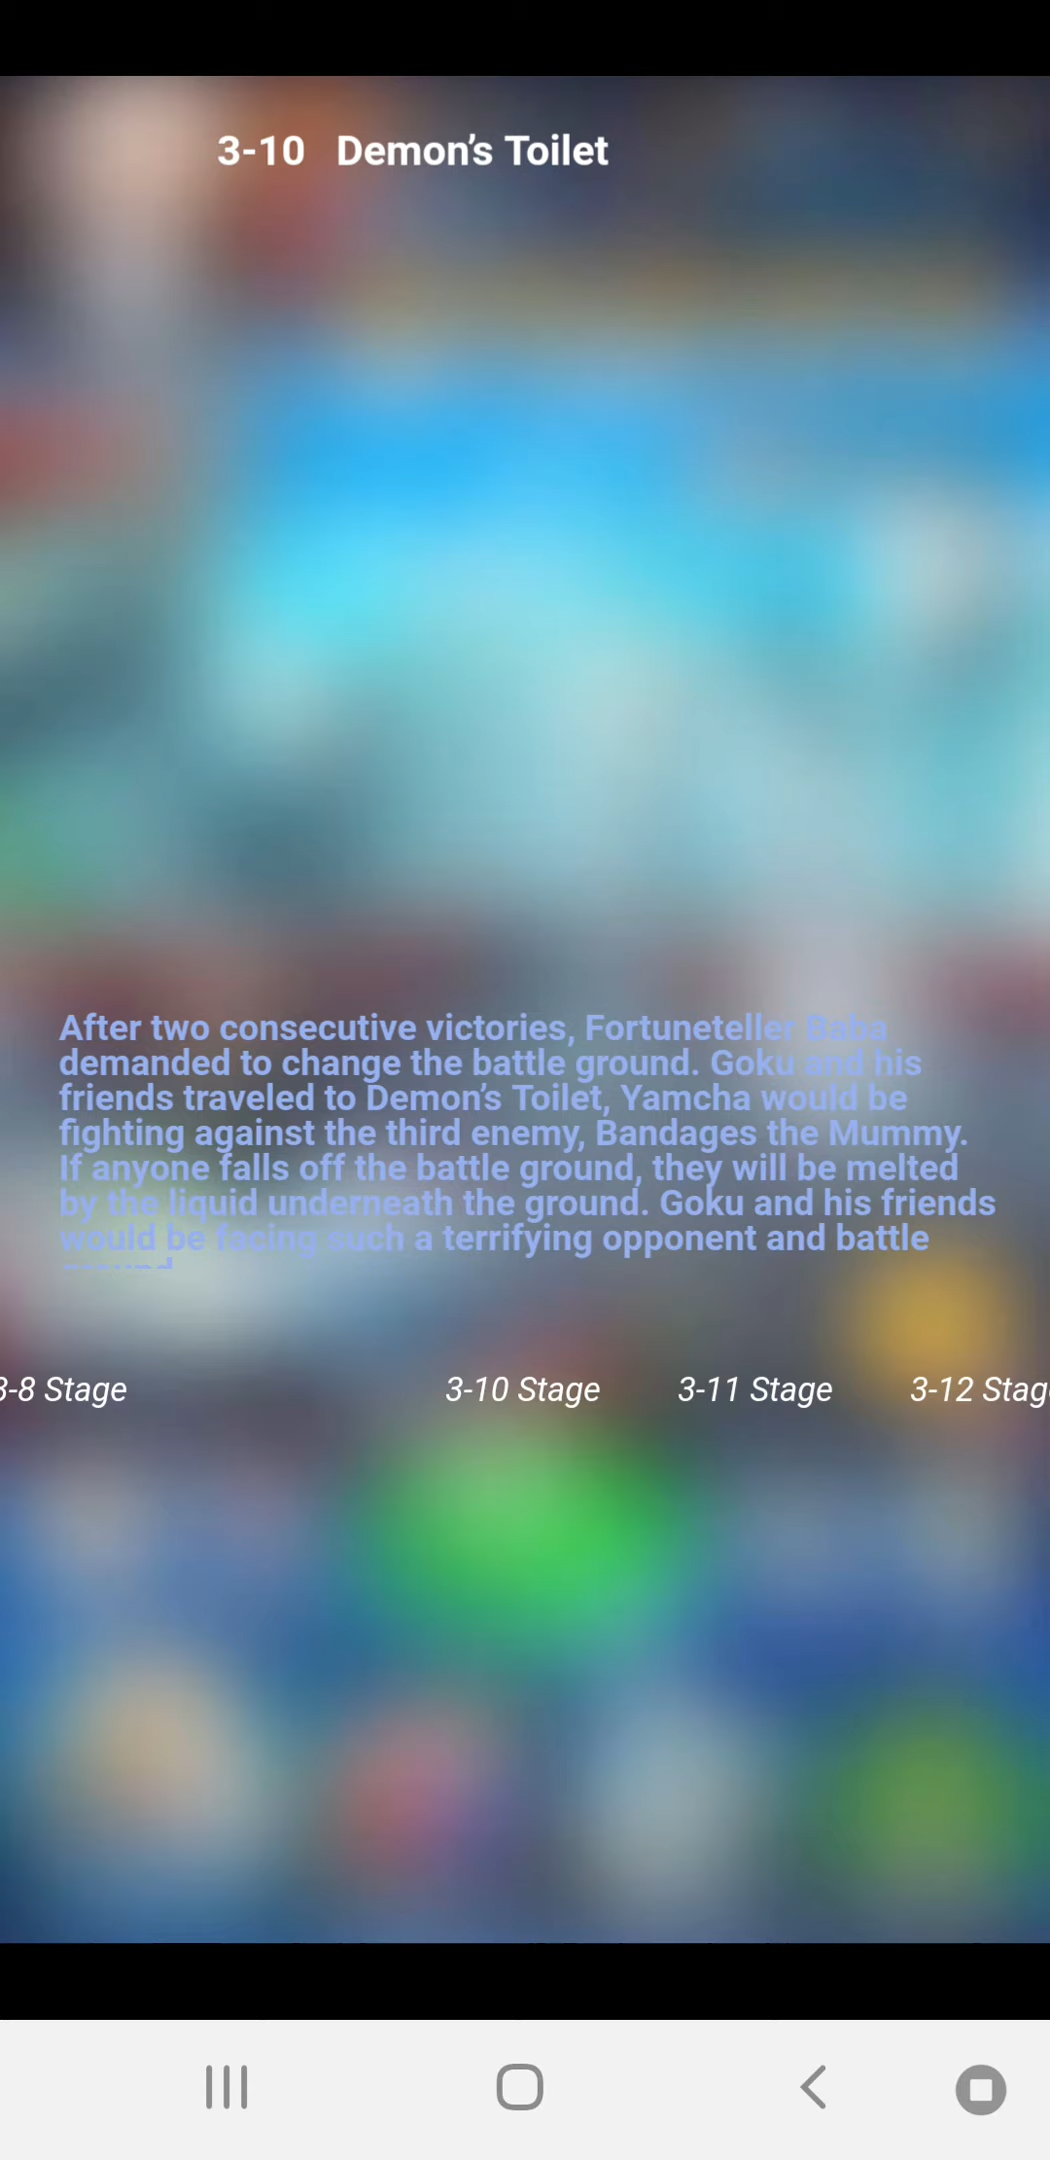 3-10 Demon’s Toilet
After two consecutive victories, Fortuneteller Baba
demanded to change the battle ground. Goku and his
friends traveled to Demon’s Toilet, Yamcha would be
fighting against the third enemy, Bandages the Mummy.
If anyone falls off the battle ground, they will be melted
by the liquid underneath the ground. Goku and his friends
would be facing such a terrifying opponent and battle
3-8 Stage 3-10 Stage 3-11 Stage 3-12 Stag